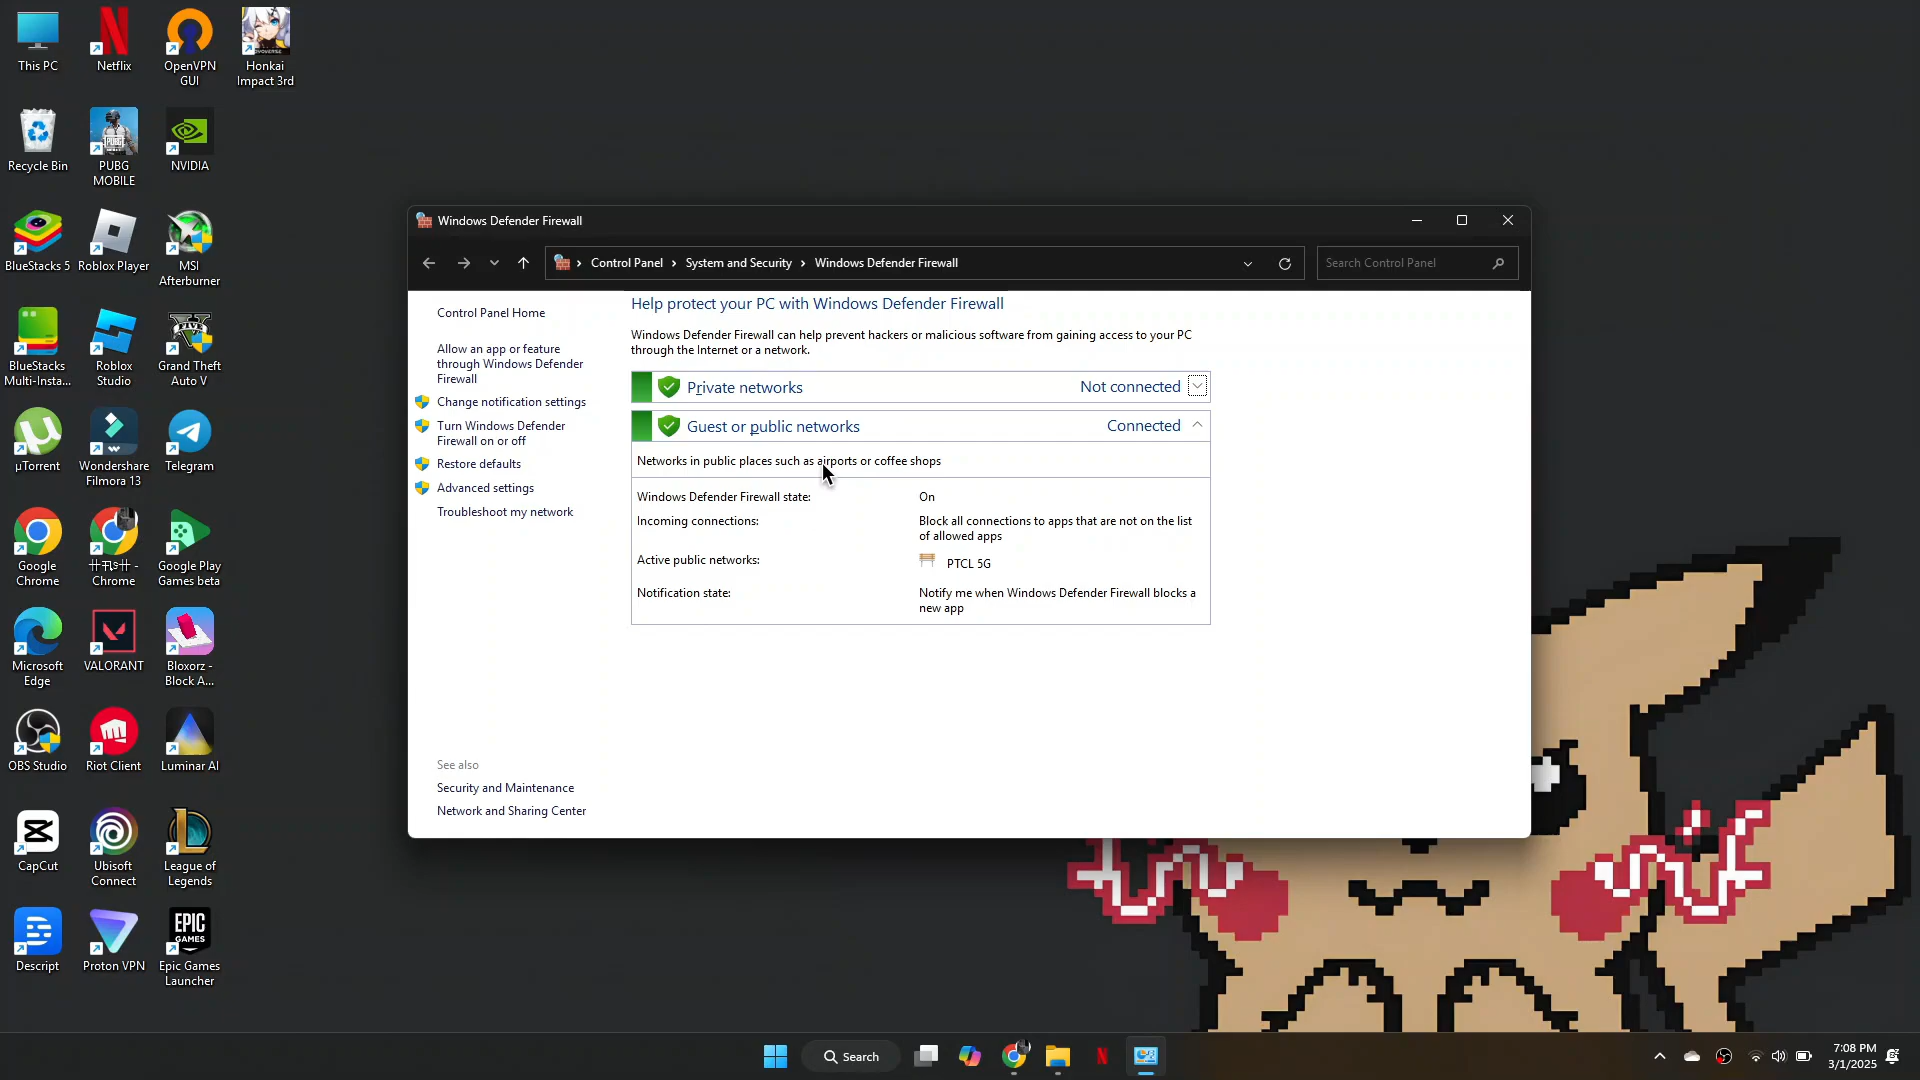 This PC
Netflix
OpenVPN
GUI
Honkai
Impact 3rd
Recycle Bin
PUBG
MOBILE
NVIDIA
BlueStacks 5
Roblox Player
MSI
Afterburner
BlueStacks
Multi-Insta...
Roblox
Studio
Grand Theft
Auto V
µTorrent
Wondershare
Filmora 13
Telegram
Google
Chrome
Chrome
Google Play
Games beta
Microsoft
Edge
VALORANT
Bloxorz -
Block A...
OBS Studio
Riot Client
Luminar AI
CapCut
Ubisoft
Connect
League of
Legends
Descript
Proton VPN
EPIC
GAMES
Epic Games
Launcher
Windows Defender Firewall
Control Panel > System and Security > Windows Defender Firewall
Search Control Panel
Control Panel Home
Allow an app or feature
through Windows Defender
Firewall
Change notification settings
Turn Windows Defender
Firewall on or off
Restore defaults
Advanced settings
Troubleshoot my network
See also
Security and Maintenance
Network and Sharing Center
Help protect your PC with Windows Defender Firewall
Windows Defender Firewall can help prevent hackers or malicious software from gaining access to your PC
through the Internet or a network.
Private networks Not connected
Guest or public networks Connected
Networks in public places such as airports or coffee shops
Windows Defender Firewall state: On
Incoming connections: Block all connections to apps that are not on the list
of allowed apps
Active public networks: PTCL 5G
Notification state: Notify me when Windows Defender Firewall blocks a
new app
Search
7:08 PM
3/1/2025